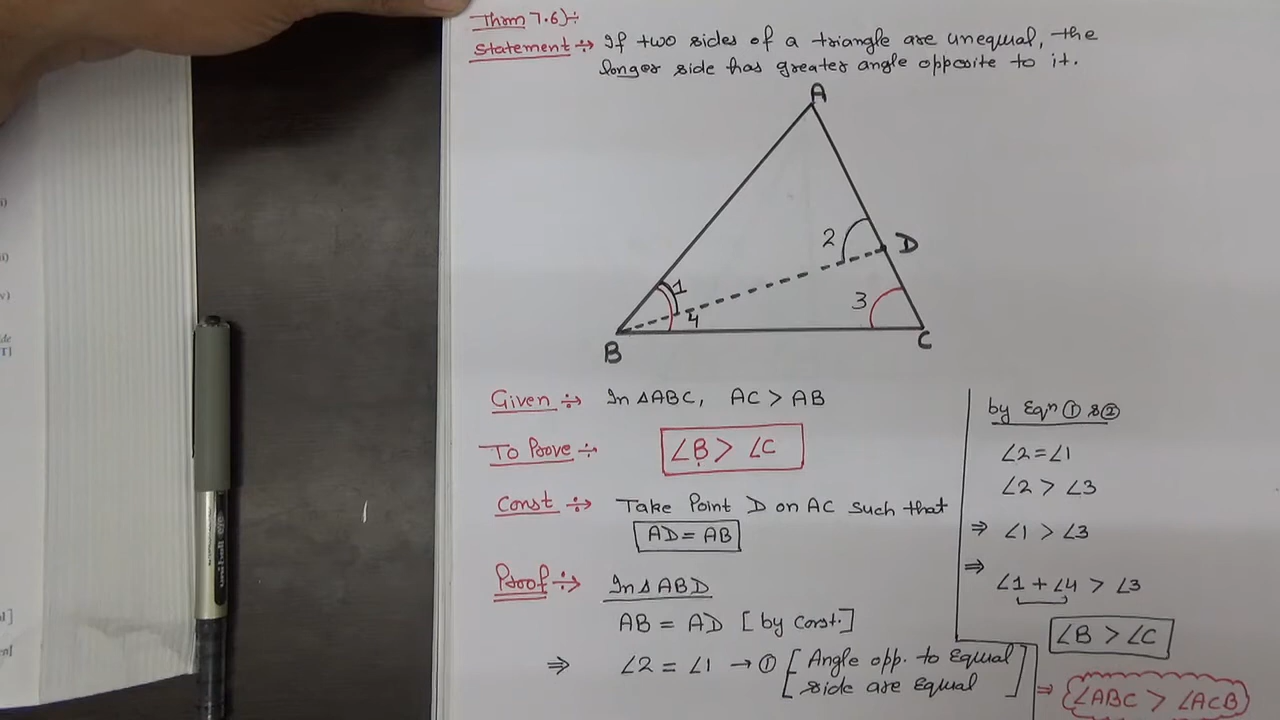 Thrm 7.6)÷
Statement ÷> If two sides of a triangle are unequal, the
longer side has greater angle opposite to it.
A
2 D
1
4 3
B C
Given ÷> In △ABC, AC > AB
To Prove ÷ ∠B > ∠C
Const ÷> Take Point D on AC such that
AD = AB
Proof ÷> In △ABD
AB = AD [by const.]
⇒ ∠2 = ∠1 → ① [Angle opp. to Equal
side are Equal]
by Eqⁿ ① & ②
∠2 = ∠1
∠2 > ∠3
⇒ ∠1 > ∠3
⇒
∠1 + ∠4 > ∠3
∠B > ∠C
⇒ ∠ABC > ∠ACB
uniball eye